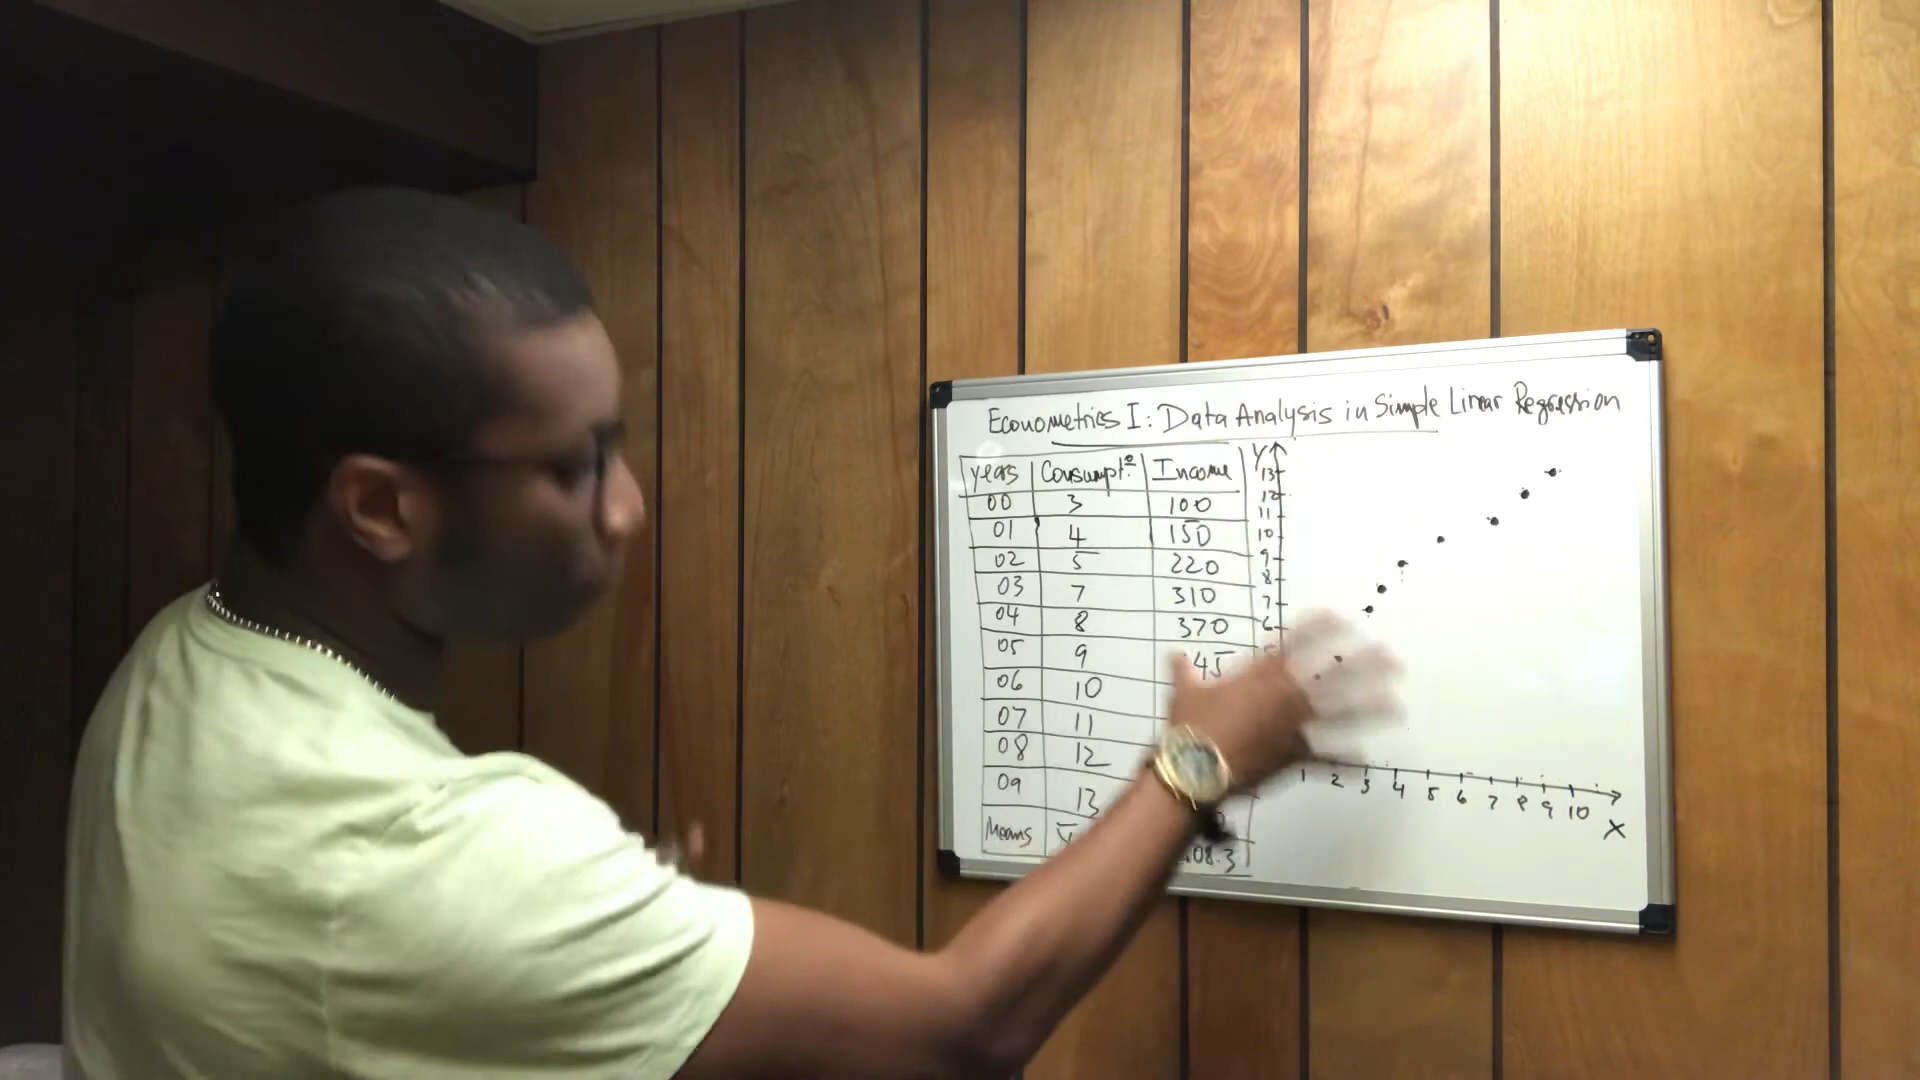 Econometrics I: Data Analysis in Simple Linear Regression
years Consumpt° Income
00 3 100
01 4 150
02 5 220
03 7 310
04 8 370
05 9 45
06 10
07 11
08 12
09 13
Means 08.3
Y
13
12
11
10
9
8
7
6
1 2 3 4 5 6 7 8 9 10
X